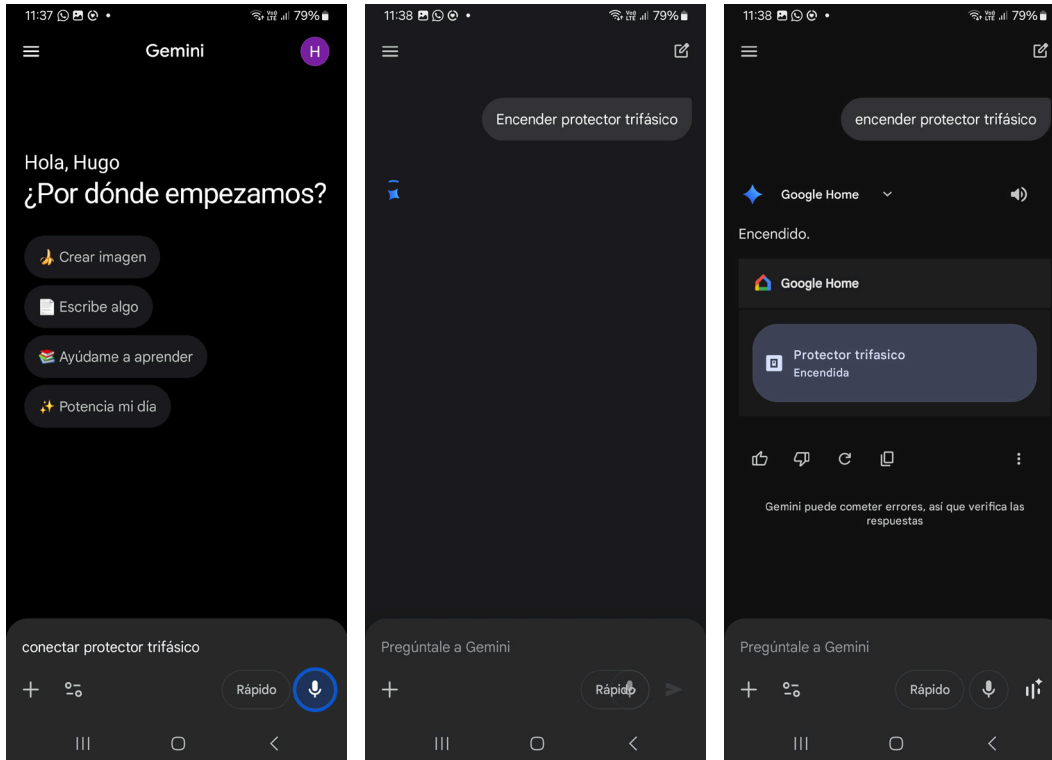 11:37
79%
Gemini
H
Hola, Hugo
¿Por dónde empezamos?
Crear imagen
Escribe algo
Ayúdame a aprender
Potencia mi día
conectar protector trifásico
Rápido
11:38
79%
Encender protector trifásico
Pregúntale a Gemini
Rápido
11:38
79%
encender protector trifásico
Google Home
Encendido.
Google Home
Protector trifasico
Encendida
Gemini puede cometer errores, así que verifica las
respuestas
Pregúntale a Gemini
Rápido